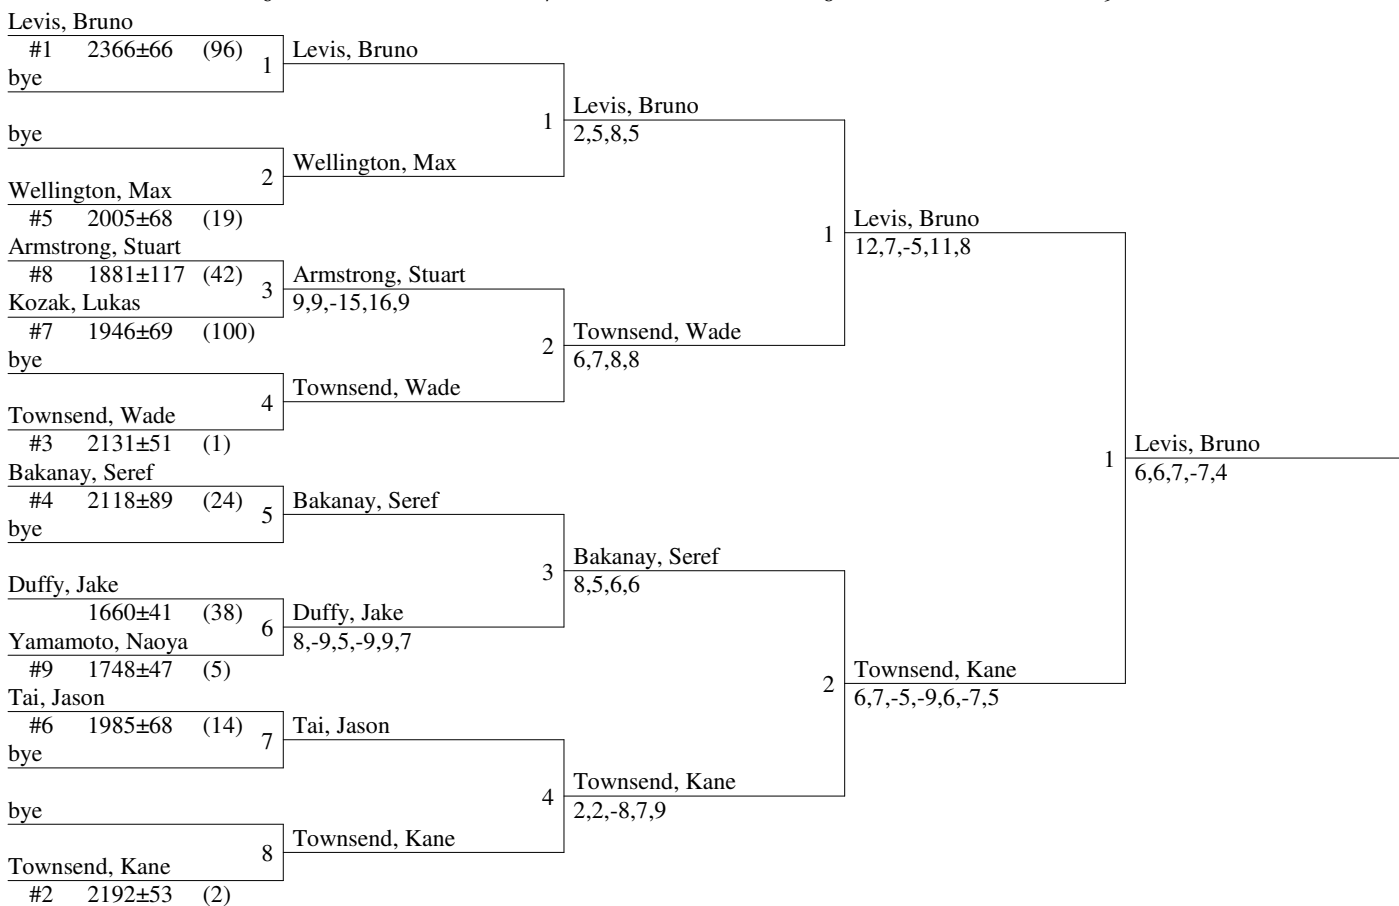 Levis, Bruno
#1 2366±66 (96)
bye
1
bye
Wellington, Max
#5 2005±68 (19)
2
Armstrong, Stuart
#8 1881±117 (42)
Kozak, Lukas
#7 1946±69 (100)
3
bye
Townsend, Wade
#3 2131±51 (1)
4
Bakanay, Seref
#4 2118±89 (24)
bye
5
Duffy, Jake
1660±41 (38)
Yamamoto, Naoya
#9 1748±47 (5)
6
Tai, Jason
#6 1985±68 (14)
bye
7
bye
Townsend, Kane
#2 2192±53 (2)
8
Levis, Bruno
Wellington, Max
1
Armstrong, Stuart
9,9,-15,16,9
Townsend, Wade
2
Bakanay, Seref
Duffy, Jake
8,-9,5,-9,9,7
3
Tai, Jason
Townsend, Kane
4
Levis, Bruno
2,5,8,5
Townsend, Wade
6,7,8,8
1
Bakanay, Seref
8,5,6,6
Townsend, Kane
2,2,-8,7,9
2
Levis, Bruno
12,7,-5,11,8
Townsend, Kane
6,7,-5,-9,6,-7,5
1
Levis, Bruno
6,6,7,-7,4